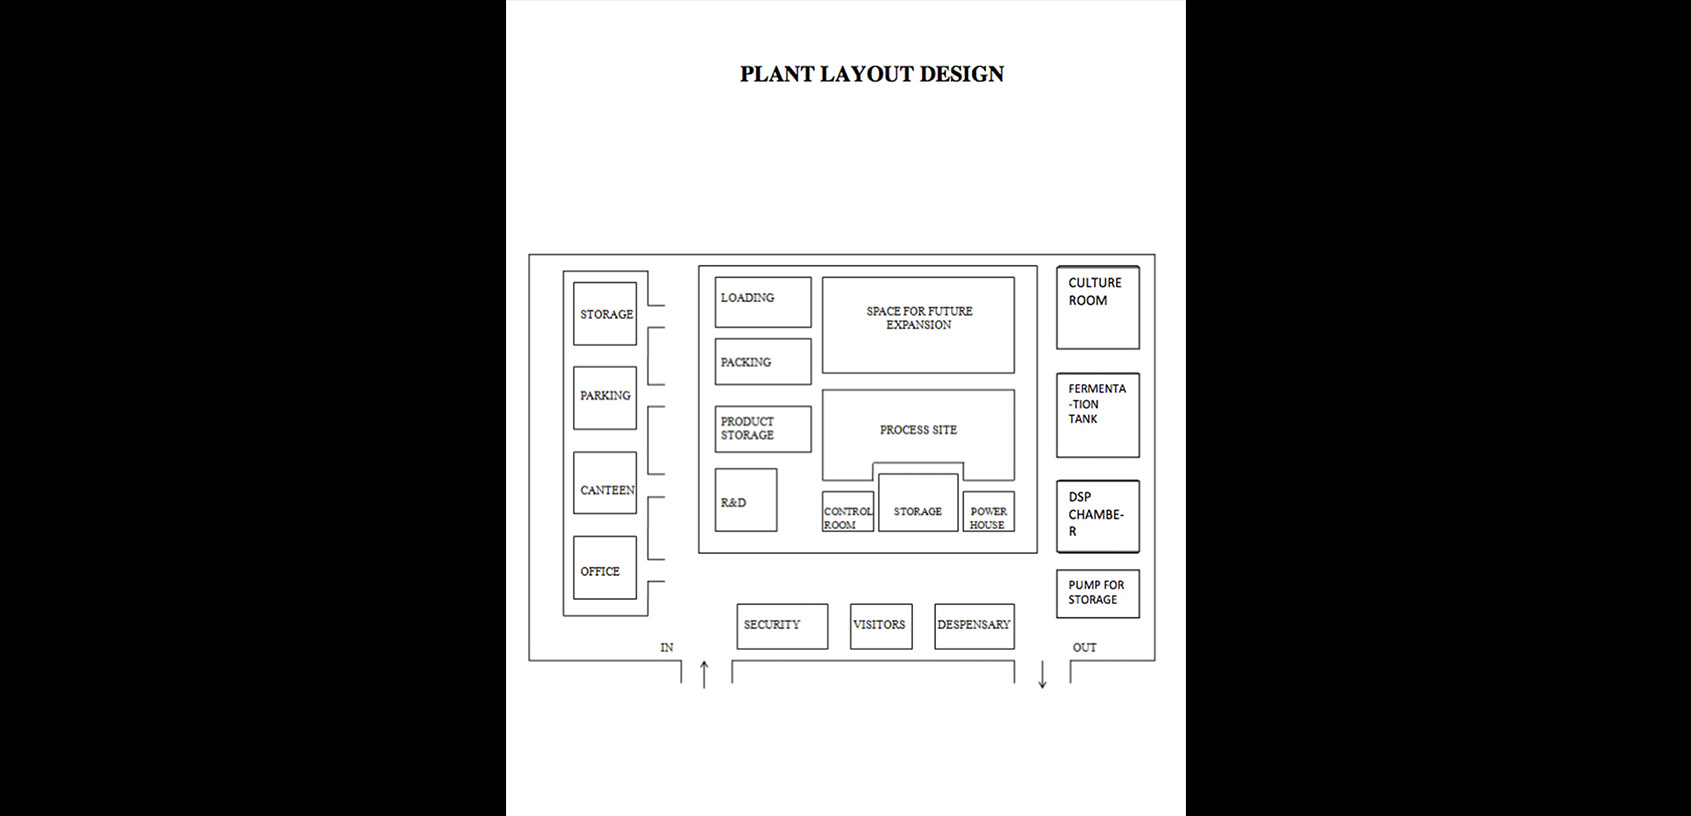 PLANT LAYOUT DESIGN
STORAGE
PARKING
CANTEEN
OFFICE
LOADING
PACKING
PRODUCT
STORAGE
R&D
SPACE FOR FUTURE
EXPANSION
PROCESS SITE
CONTROL
ROOM
STORAGE
POWER
HOUSE
CULTURE
ROOM
FERMENTA
-TION
TANK
DSP
CHAMBE-
R
PUMP FOR
STORAGE
SECURITY
VISITORS
DESPENSARY
IN
OUT